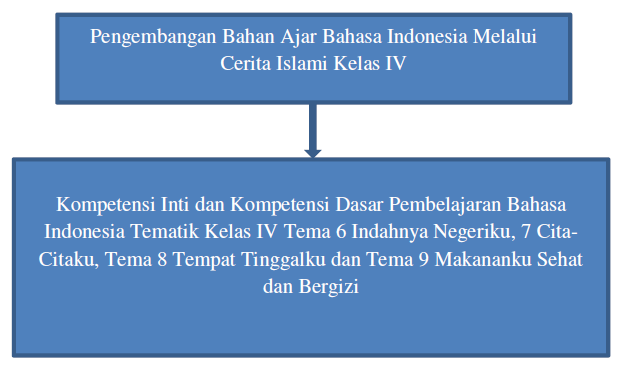 Pengembangan Bahan Ajar Bahasa Indonesia Melalui
Cerita Islami Kelas IV
Kompetensi Inti dan Kompetensi Dasar Pembelajaran Bahasa
Indonesia Tematik Kelas IV Tema 6 Indahnya Negeriku, 7 Cita-
Citaku, Tema 8 Tempat Tinggalku dan Tema 9 Makananku Sehat
dan Bergizi